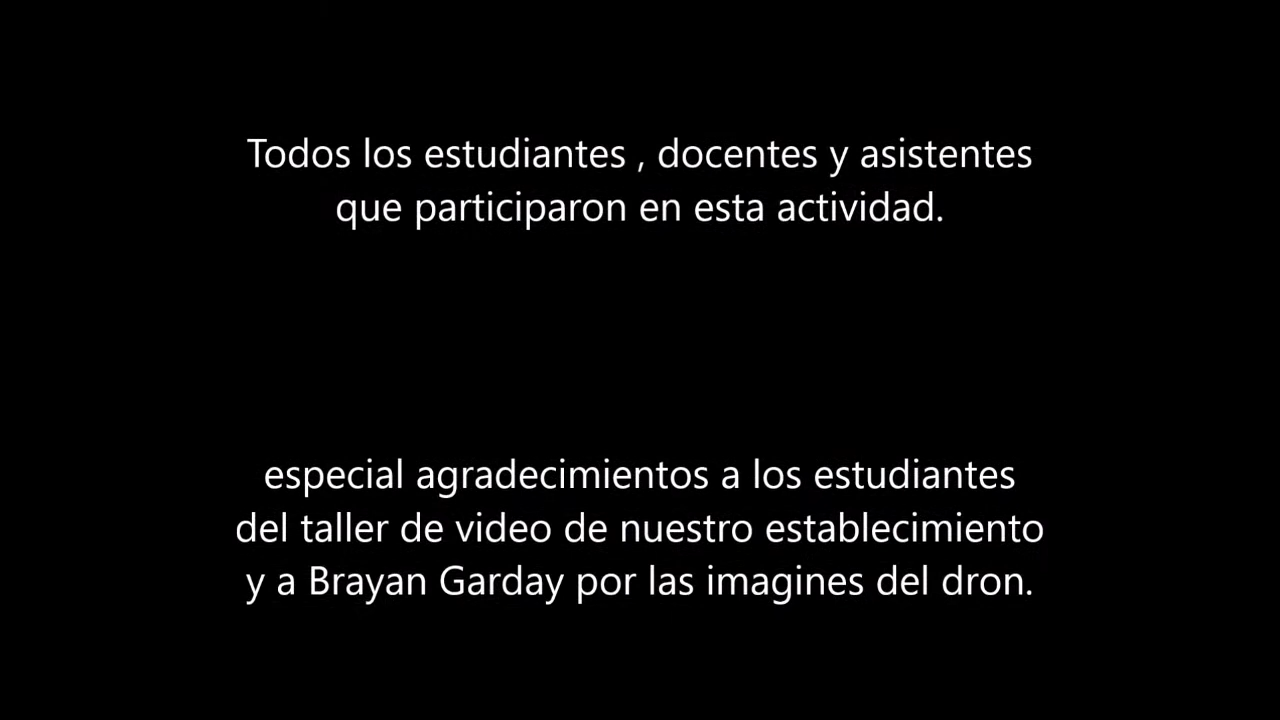 Todos los estudiantes , docentes y asistentes
que participaron en esta actividad.
especial agradecimientos a los estudiantes
del taller de video de nuestro establecimiento
y a Brayan Garday por las imagines del dron.